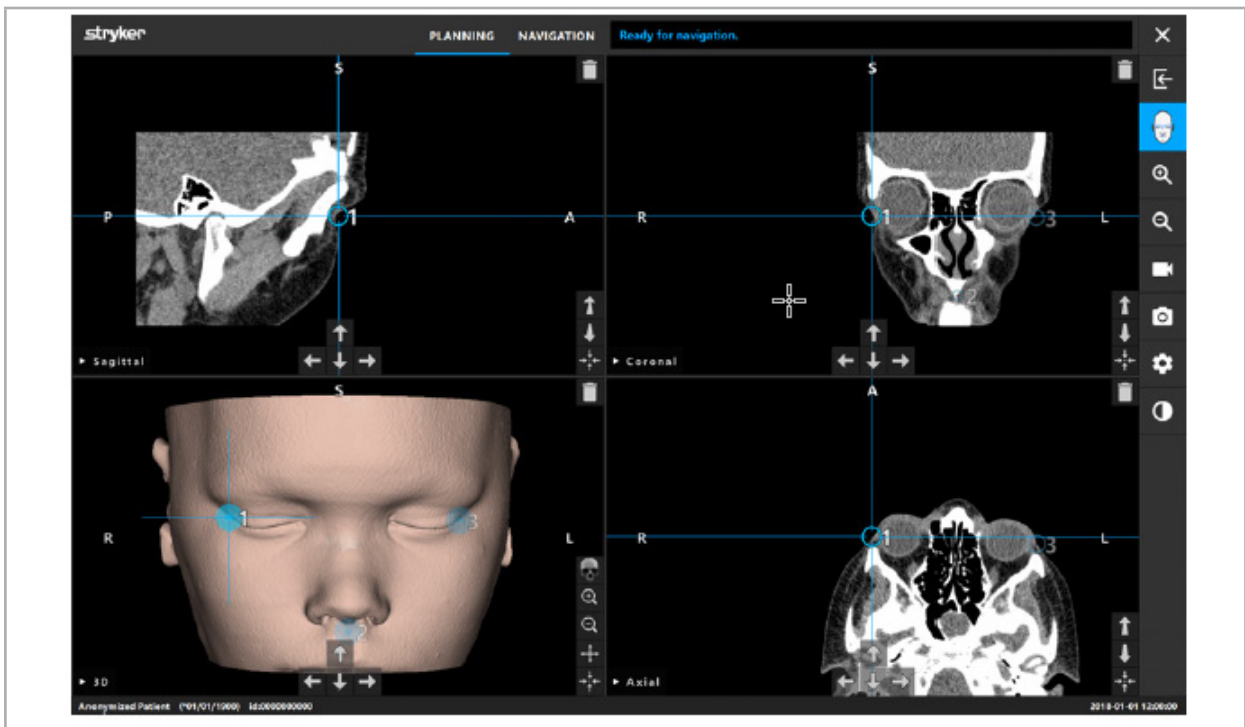 stryker
PLANNING NAVIGATION Ready for navigation.
S
P A
1
Sagittal
S
R L
1 3
2
Coronal
S
R L
1 3
2
3D
A
R L
1 3
Axial
Anonymized Patient (*01/01/1900) id:0000000000 2018-01-01 12:00:00